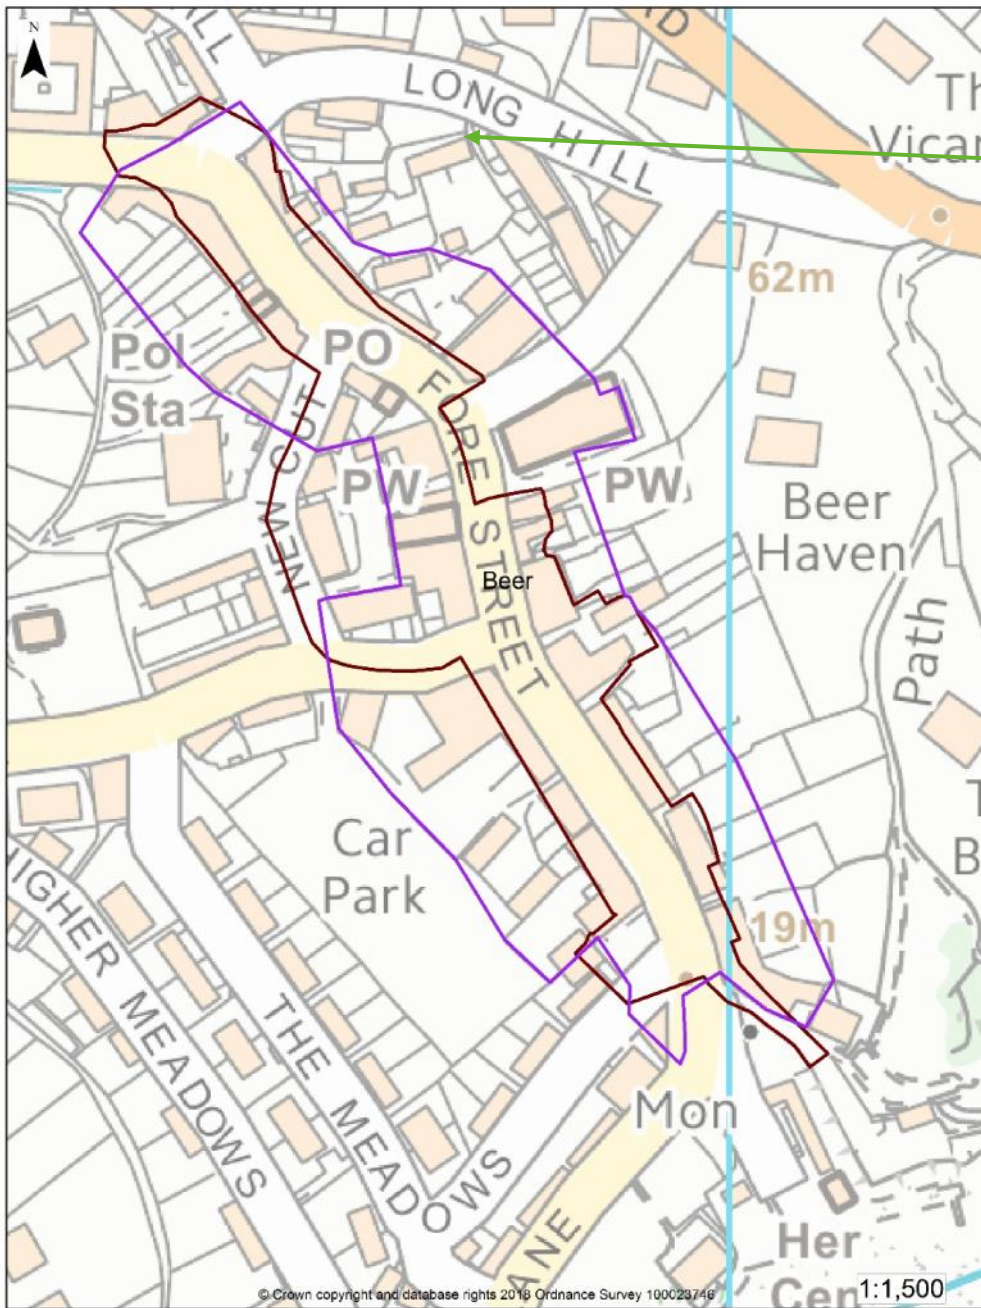 N
HILL
LONG HILL
RD
Th
Vicar
62m
Pol
Sta
PO
NEW CUT
FORE STREET
PW
PW
Beer
Haven
Beer
Path
Car
Park
T
B
19m
HIGHER MEADOWS
THE MEADOWS
Mon
ANE
Her
Cen
1:1,500
© Crown copyright and database rights 2018 Ordnance Survey 100023746